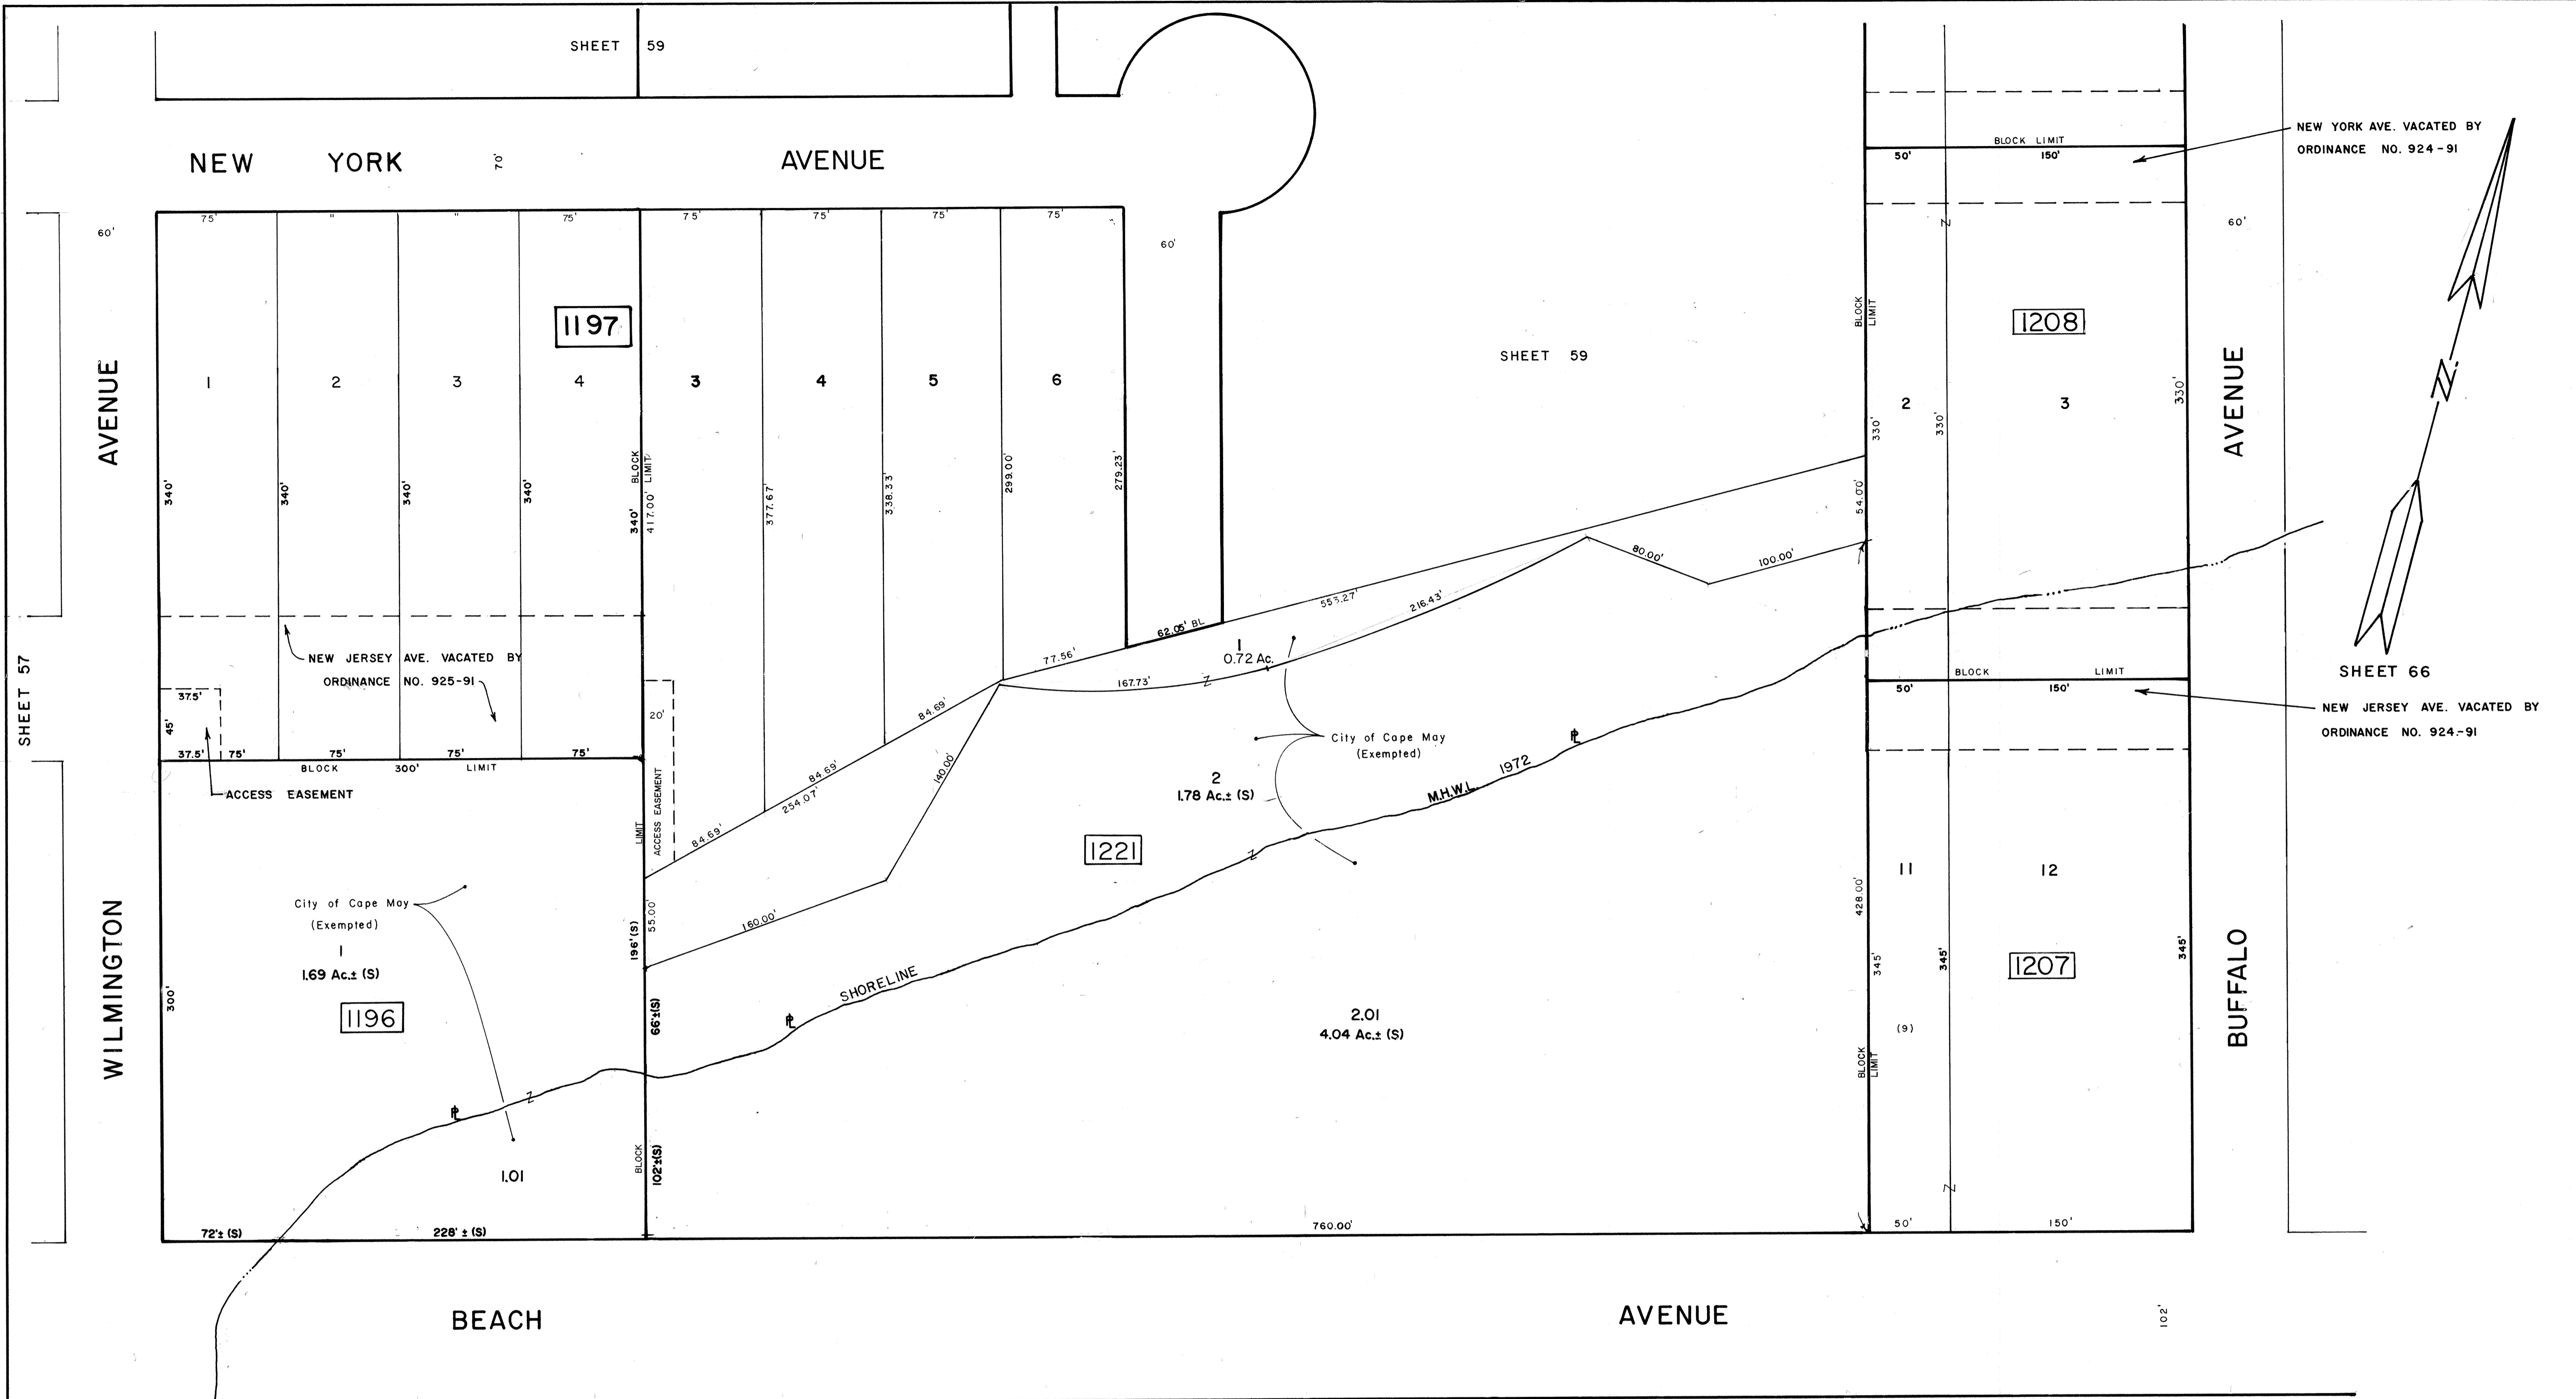 SHEET 59
NEW YORK AVENUE
70'
75' " " 75' 75' 75' 75' 75'
60'
60'
60'
BLOCK LIMIT
50' 150'
NEW YORK AVE. VACATED BY
ORDINANCE NO. 924-91
1197
1208
SHEET 59
BLOCK LIMIT
1 2 3 4 3 4 5 6
2 3
AVENUE
AVENUE
N
340' 340' 340' 340' 340'
BLOCK LIMIT
417.00'
377.67'
338.33'
299.00'
279.23'
330' 330' 330'
54.00'
80.00'
100.00'
553.27'
216.43'
62.05' BL
77.56'
1
0.72 Ac.
167.73'
Z
NEW JERSEY AVE. VACATED BY
ORDINANCE NO. 925-91
SHEET 57
37.5'
45'
37.5' 75' 75' 75' 75'
BLOCK 300' LIMIT
ACCESS EASEMENT
20'
ACCESS EASEMENT
84.69'
84.69'
84.69'
254.07'
140.00'
160.00'
City of Cape May
(Exempted)
2
1.78 Ac.± (S)
M.H.W.L. 1972
PL
1221
Z
BLOCK LIMIT
50' 150'
SHEET 66
NEW JERSEY AVE. VACATED BY
ORDINANCE NO. 924-91
City of Cape May
(Exempted)
1
1.69 Ac.± (S)
1196
300'
LIMIT
196' (S)
55.00'
66'±(S)
102'±(S)
BLOCK
SHORELINE
PL
PL
Z
1.01
2.01
4.04 Ac.± (S)
428.00'
11 12
345' 345' 345'
1207
(9)
BLOCK LIMIT
WILMINGTON
BUFFALO
Z
Z
72'± (S) 228' ± (S) 760.00' 50' 150'
BEACH AVENUE
102'